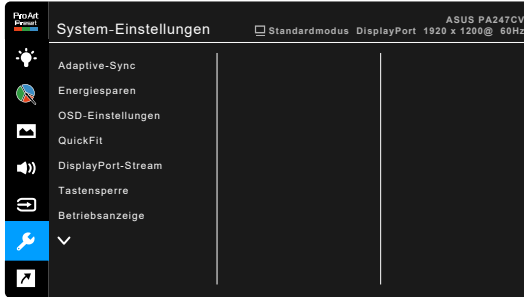 ProArt
Preset
System-Einstellungen
ASUS PA247CV
Standardmodus DisplayPort 1920 x 1200@ 60Hz
Adaptive-Sync
Energiesparen
OSD-Einstellungen
QuickFit
DisplayPort-Stream
Tastensperre
Betriebsanzeige